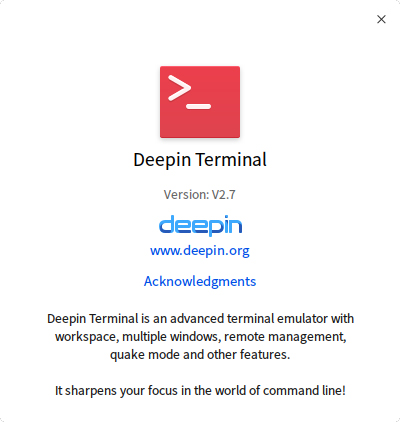 Deepin Terminal
Version: V2.7
deepin
www.deepin.org
Acknowledgments
Deepin Terminal is an advanced terminal emulator with
workspace, multiple windows, remote management,
quake mode and other features.
It sharpens your focus in the world of command line!